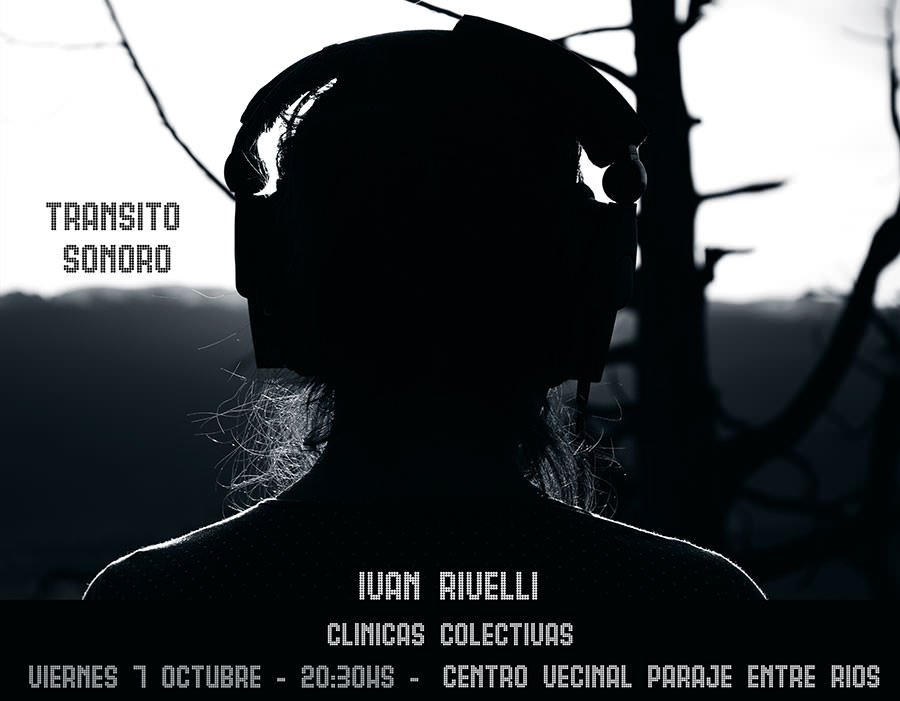 TRANSITO
SONORO
IVAN RIVELLI
CLINICAS COLECTIVAS
VIERNES 7 OCTUBRE - 20:30HS - CENTRO VECINAL PARAJE ENTRE RIOS